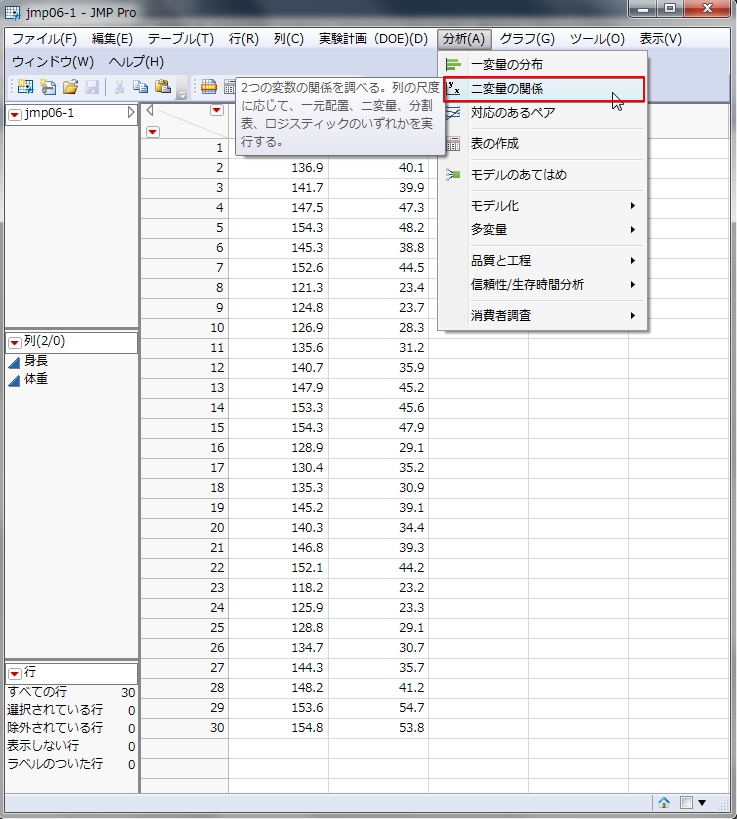 jmp06-1 - JMP Pro
ファイル(F) 編集(E) テーブル(T) 行(R) 列(C) 実験計画（DOE)(D) 分析(A) グラフ(G) ツール(O) 表示(V)
ウィンドウ(W) ヘルプ(H)
一変量の分布
二変量の関係
対応のあるペア
表の作成
モデルのあてはめ
モデル化
多変量
品質と工程
信頼性/生存時間分析
消費者調査
2つの変数の関係を調べる。列の尺度
に応じて、一元配置、二変量、分割
表、ロジスティックのいずれかを実
行する。
jmp06-1
列(2/0)
身長
体重
行
すべての行 30
選択されている行 0
除外されている行 0
表示しない行 0
ラベルのついた行 0
1
2 136.9 40.1
3 141.7 39.9
4 147.5 47.3
5 154.3 48.2
6 145.3 38.8
7 152.6 44.5
8 121.3 23.4
9 124.8 23.7
10 126.9 28.3
11 135.6 31.2
12 140.7 35.9
13 147.9 45.2
14 153.3 45.6
15 154.3 47.9
16 128.9 29.1
17 130.4 35.2
18 135.3 30.9
19 145.2 39.1
20 140.3 34.4
21 146.8 39.3
22 152.1 44.2
23 118.2 23.2
24 125.9 23.3
25 128.8 29.1
26 134.7 30.7
27 144.3 35.7
28 148.2 41.2
29 153.6 54.7
30 154.8 53.8